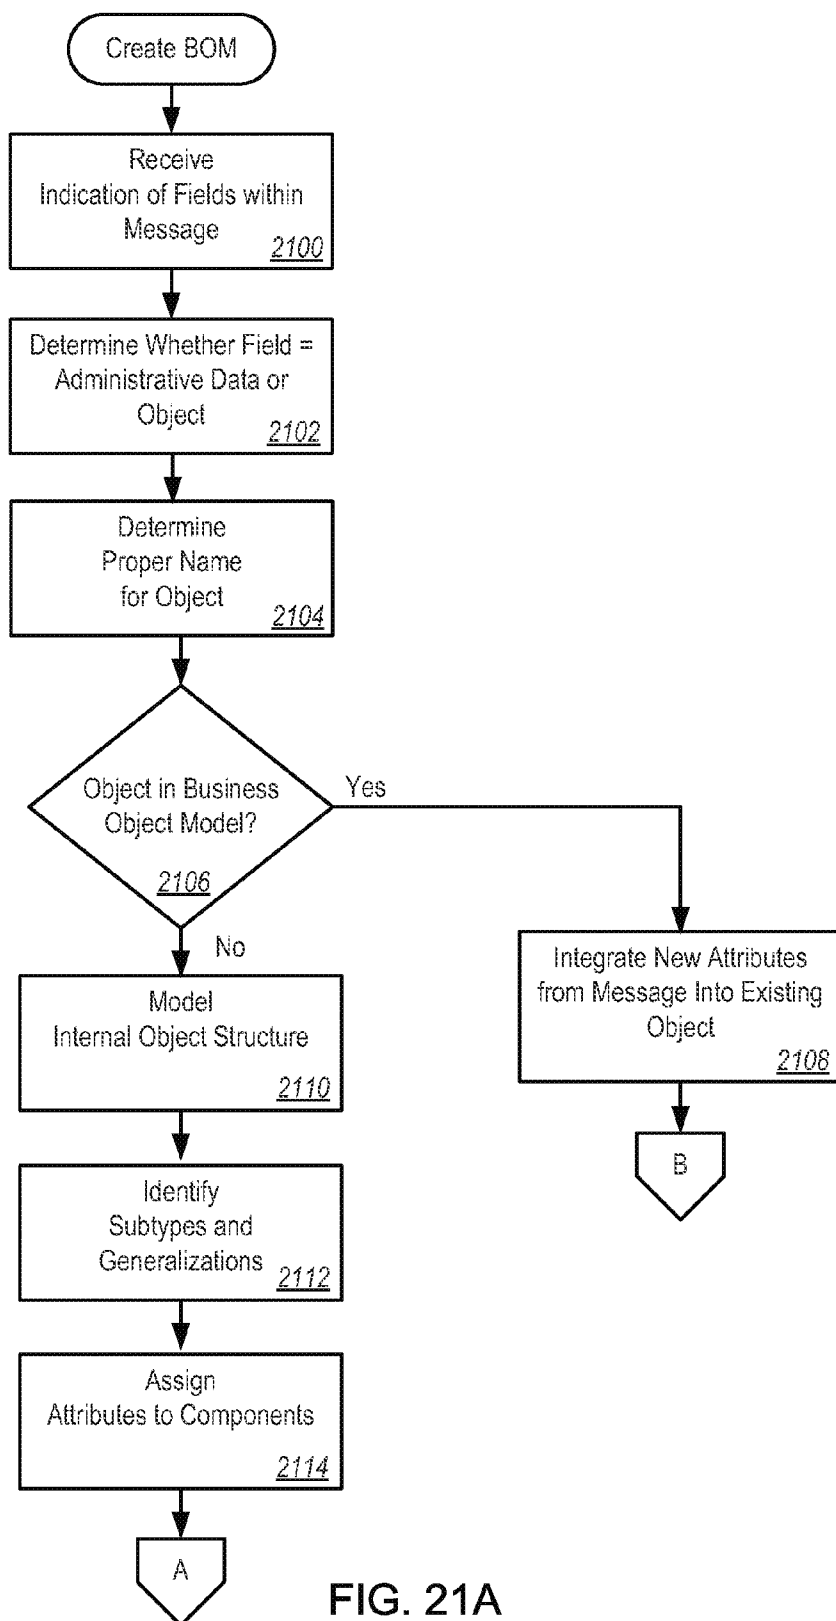 Create BOM
Receive
Indication of Fields within
Message
2100
Determine Whether Field =
Administrative Data or
Object
2102
Determine
Proper Name
for Object
2104
Object in Business
Object Model?
2106
Yes
No
Integrate New Attributes
from Message Into Existing
Object
2108
B
Model
Internal Object Structure
2110
Identify
Subtypes and
Generalizations
2112
Assign
Attributes to Components
2114
A
FIG. 21A